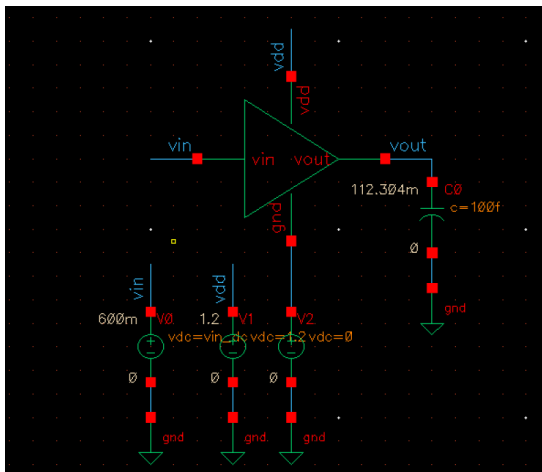 vdd
vdd
vin
vin
vout
vout
gnd
112.304m
C0
c=100f
0
gnd
vin
vdd
600m
V0
1.2
V1
V2
vdc=vin_dc
vdc=1.2
vdc=0
0
0
0
gnd
gnd
gnd